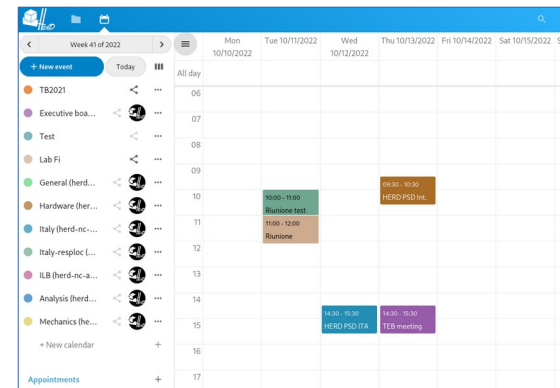 HERD
Week 41 of 2022
Mon 10/10/2022
Tue 10/11/2022
Wed 10/12/2022
Thu 10/13/2022
Fri 10/14/2022
Sat 10/15/2022
+ New event
Today
All day
TB2021
Executive boa...
Test
Lab Fi
General (herd...
Hardware (her...
Italy (herd-nc-...
Italy-resploc (...
ILB (herd-nc-a...
Analysis (herd...
Mechanics (he...
+ New calendar
Appointments
06
07
08
09
10
11
12
13
14
15
16
17
10:00 - 11:00
Riunione test
11:00 - 12:00
Riunione
14:30 - 15:30
HERD PSD ITA
09:30 - 10:30
HERD PSD Int.
14:30 - 15:30
TEB meeting